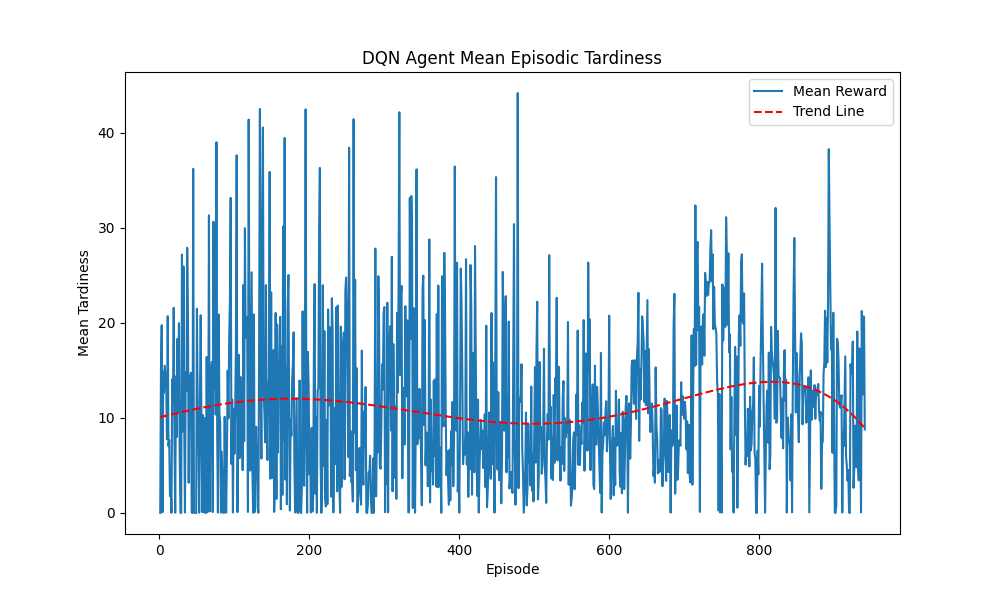 DQN Agent Mean Episodic Tardiness
Mean Reward
Trend Line
Mean Tardiness
40
30
20
10
0
0 200 400 600 800
Episode